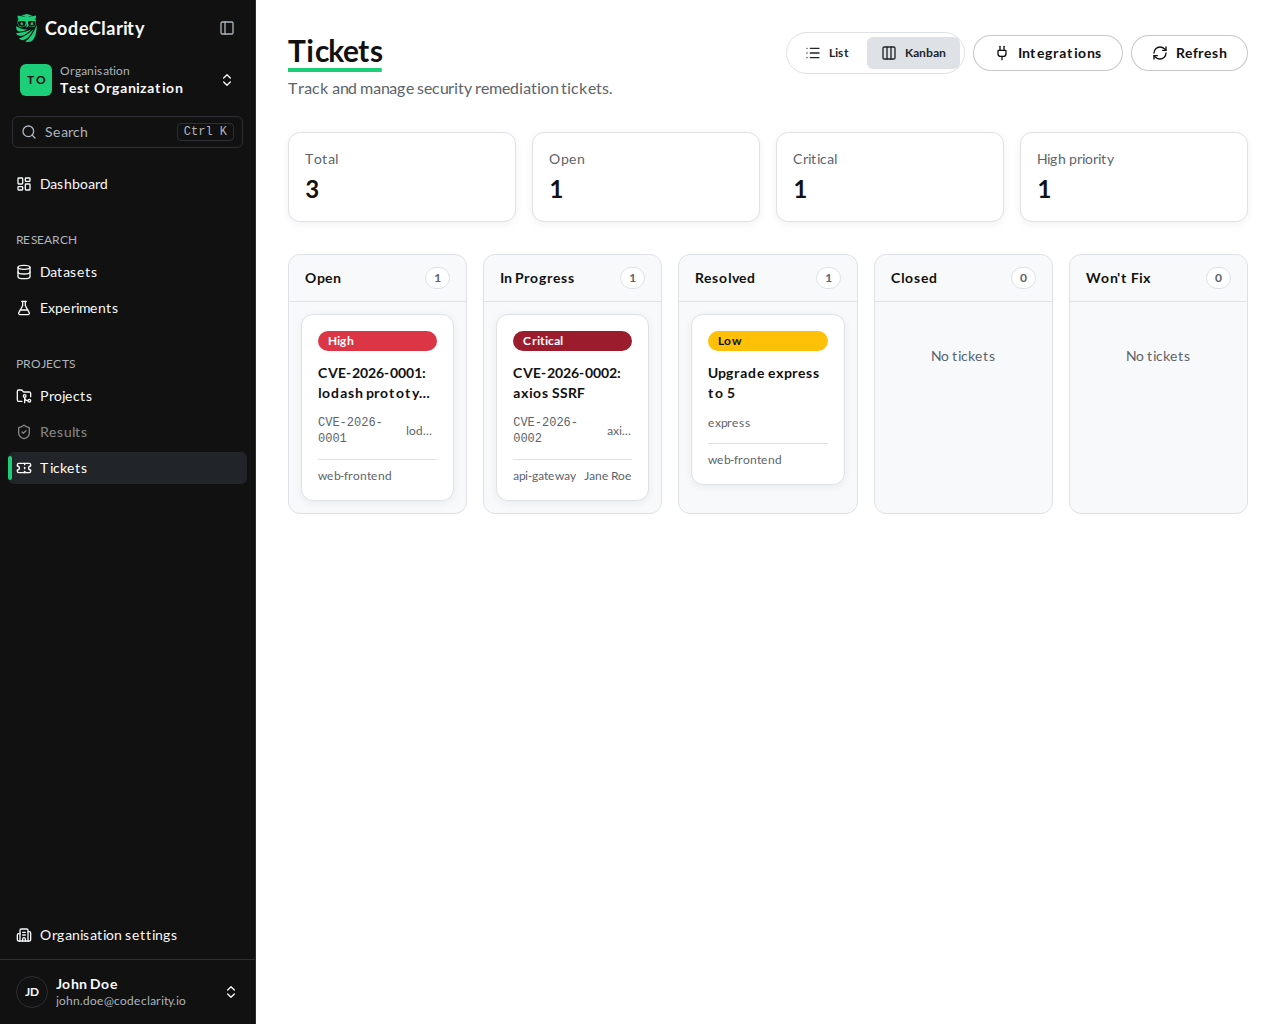 CodeClarity
TO
Organisation
Test Organization
Search
Ctrl K
Dashboard
RESEARCH
Datasets
Experiments
PROJECTS
Projects
Results
Tickets
Organisation settings
JD
John Doe
john.doe@codeclarity.io
Tickets
Track and manage security remediation tickets.
List
Kanban
Integrations
Refresh
Total
3
Open
1
Critical
1
High priority
1
Open
1
High
CVE-2026-0001:
lodash prototy...
CVE-2026-
0001
lod...
web-frontend
In Progress
1
Critical
CVE-2026-0002:
axios SSRF
CVE-2026-
0002
axi...
api-gateway
Jane Roe
Resolved
1
Low
Upgrade express
to 5
express
web-frontend
Closed
0
No tickets
Won't Fix
0
No tickets